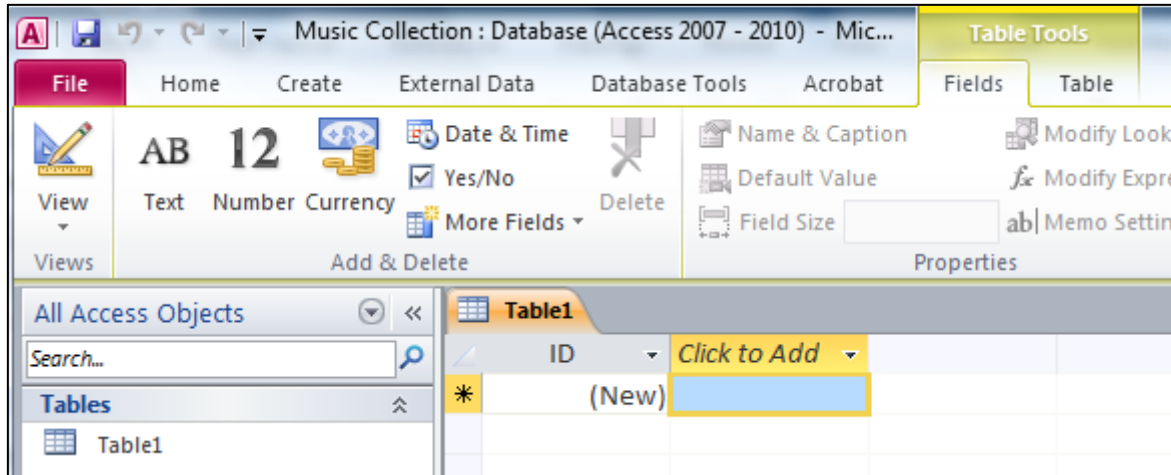 A Music Collection : Database (Access 2007 - 2010) - Mic... Table Tools
File Home Create External Data Database Tools Acrobat Fields Table
View
Views
AB
Text
12
Number
Currency
Date & Time
Yes/No
More Fields
Delete
Add & Delete
Name & Caption
Default Value
Field Size
Modify Look
fx Modify Expre
ab Memo Settin
Properties
All Access Objects
Search...
Tables
Table1
Table1
ID Click to Add
(New)